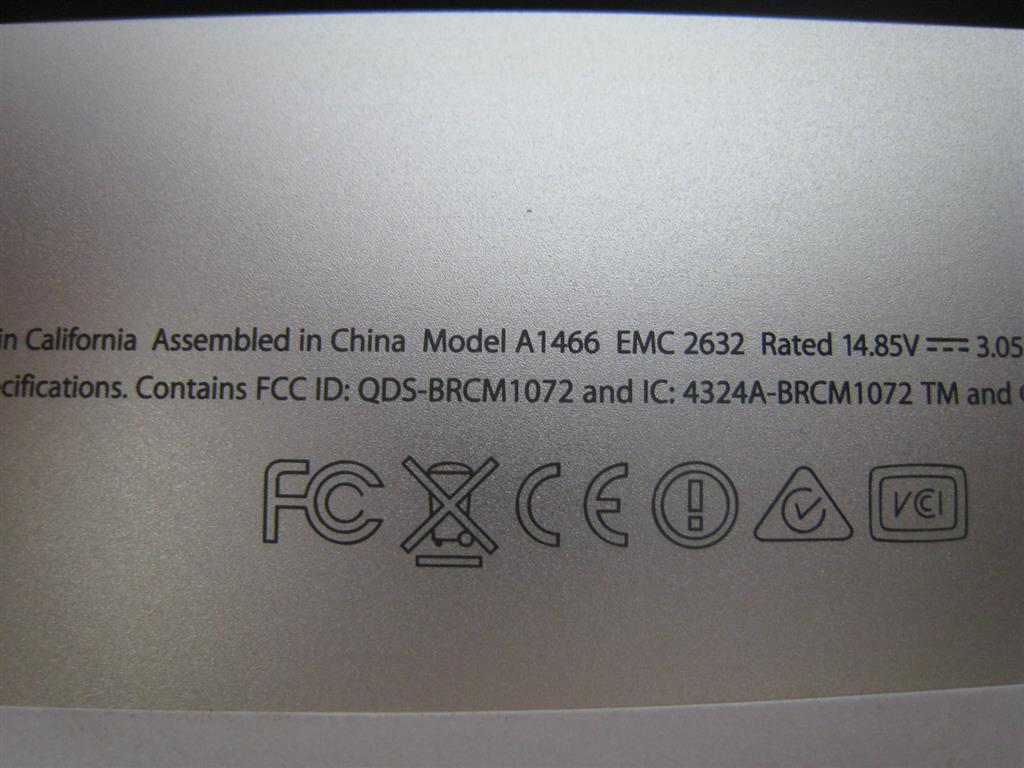 in California Assembled in China Model A1466 EMC 2632 Rated 14.85V 3.05
cifications. Contains FCC ID: QDS-BRCM1072 and IC: 4324A-BRCM1072 TM and
FC CE VCI